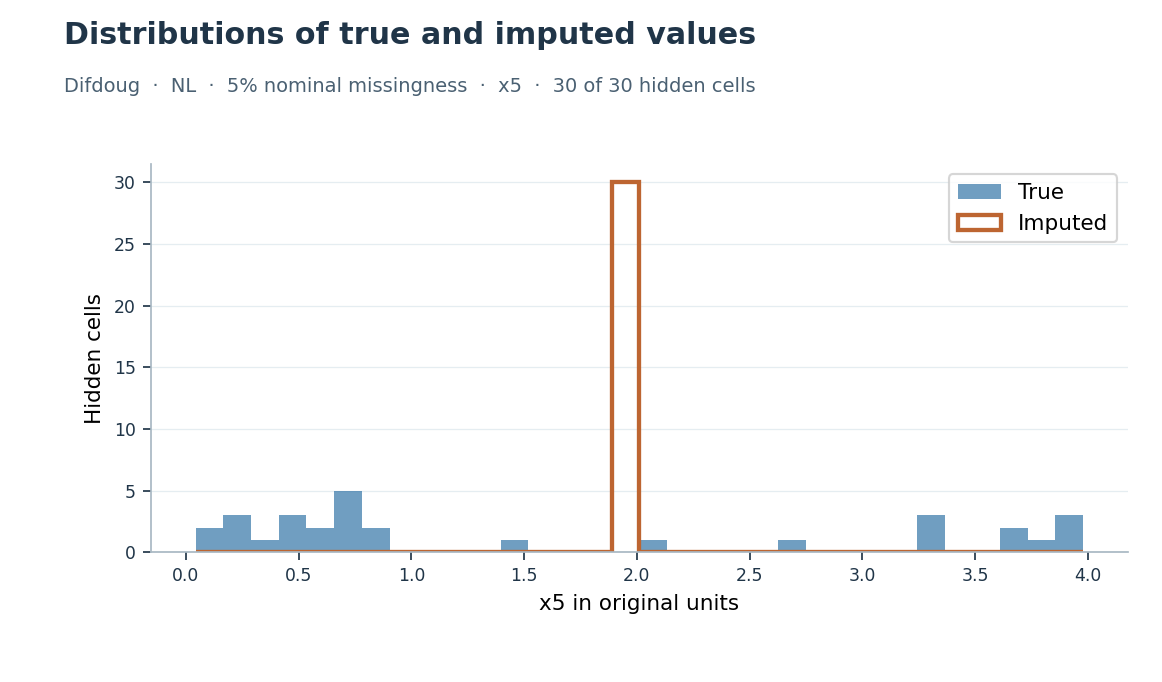 Distributions of true and imputed values
Difdoug · NL · 5% nominal missingness · x5 · 30 of 30 hidden cells
True
Imputed
Hidden cells
30
25
20
15
10
5
0
0.0 0.5 1.0 1.5 2.0 2.5 3.0 3.5 4.0
x5 in original units